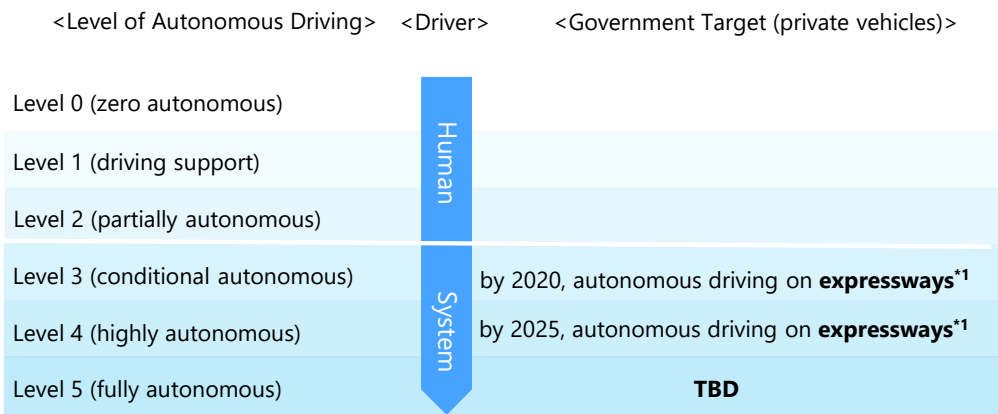 <Level of Autonomous Driving> <Driver> <Government Target (private vehicles)>
Level 0 (zero autonomous)
Human
Level 1 (driving support)
Level 2 (partially autonomous)
Level 3 (conditional autonomous) by 2020, autonomous driving on expressways*1
System
Level 4 (highly autonomous) by 2025, autonomous driving on expressways*1
Level 5 (fully autonomous) TBD